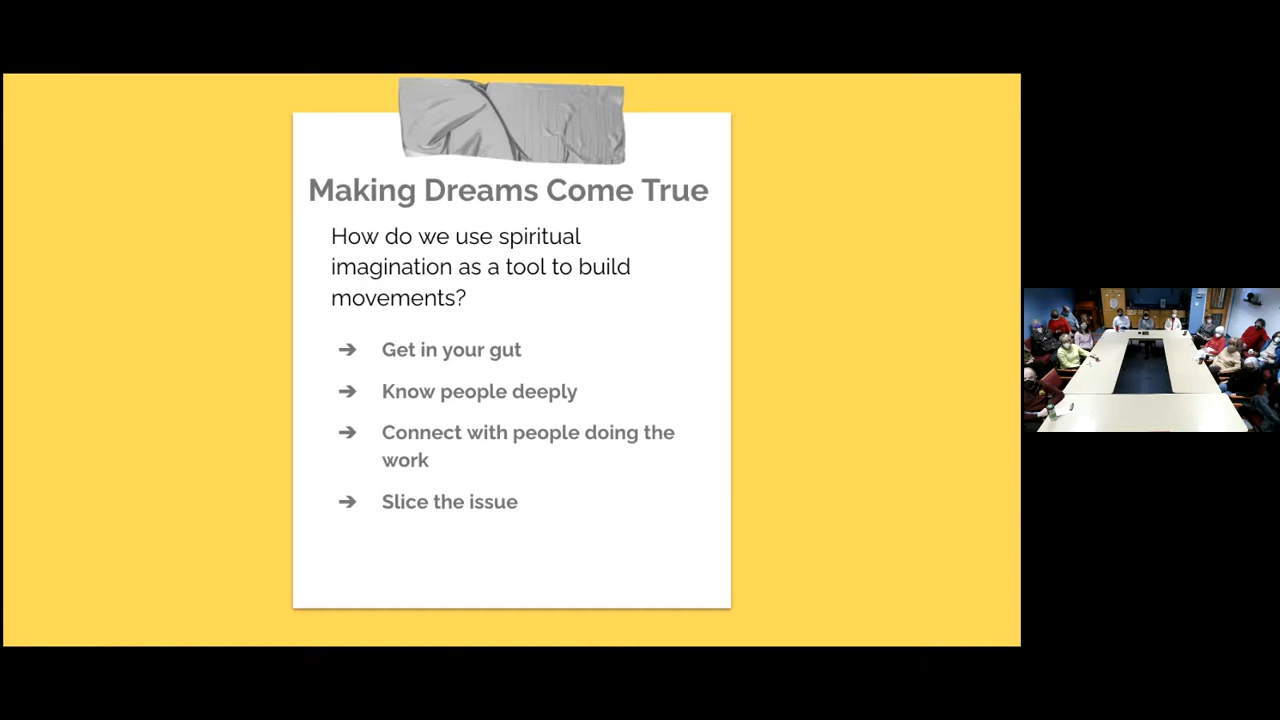 Making Dreams Come True
How do we use spiritual
imagination as a tool to build
movements?
➔ Get in your gut
➔ Know people deeply
➔ Connect with people doing the
work
➔ Slice the issue